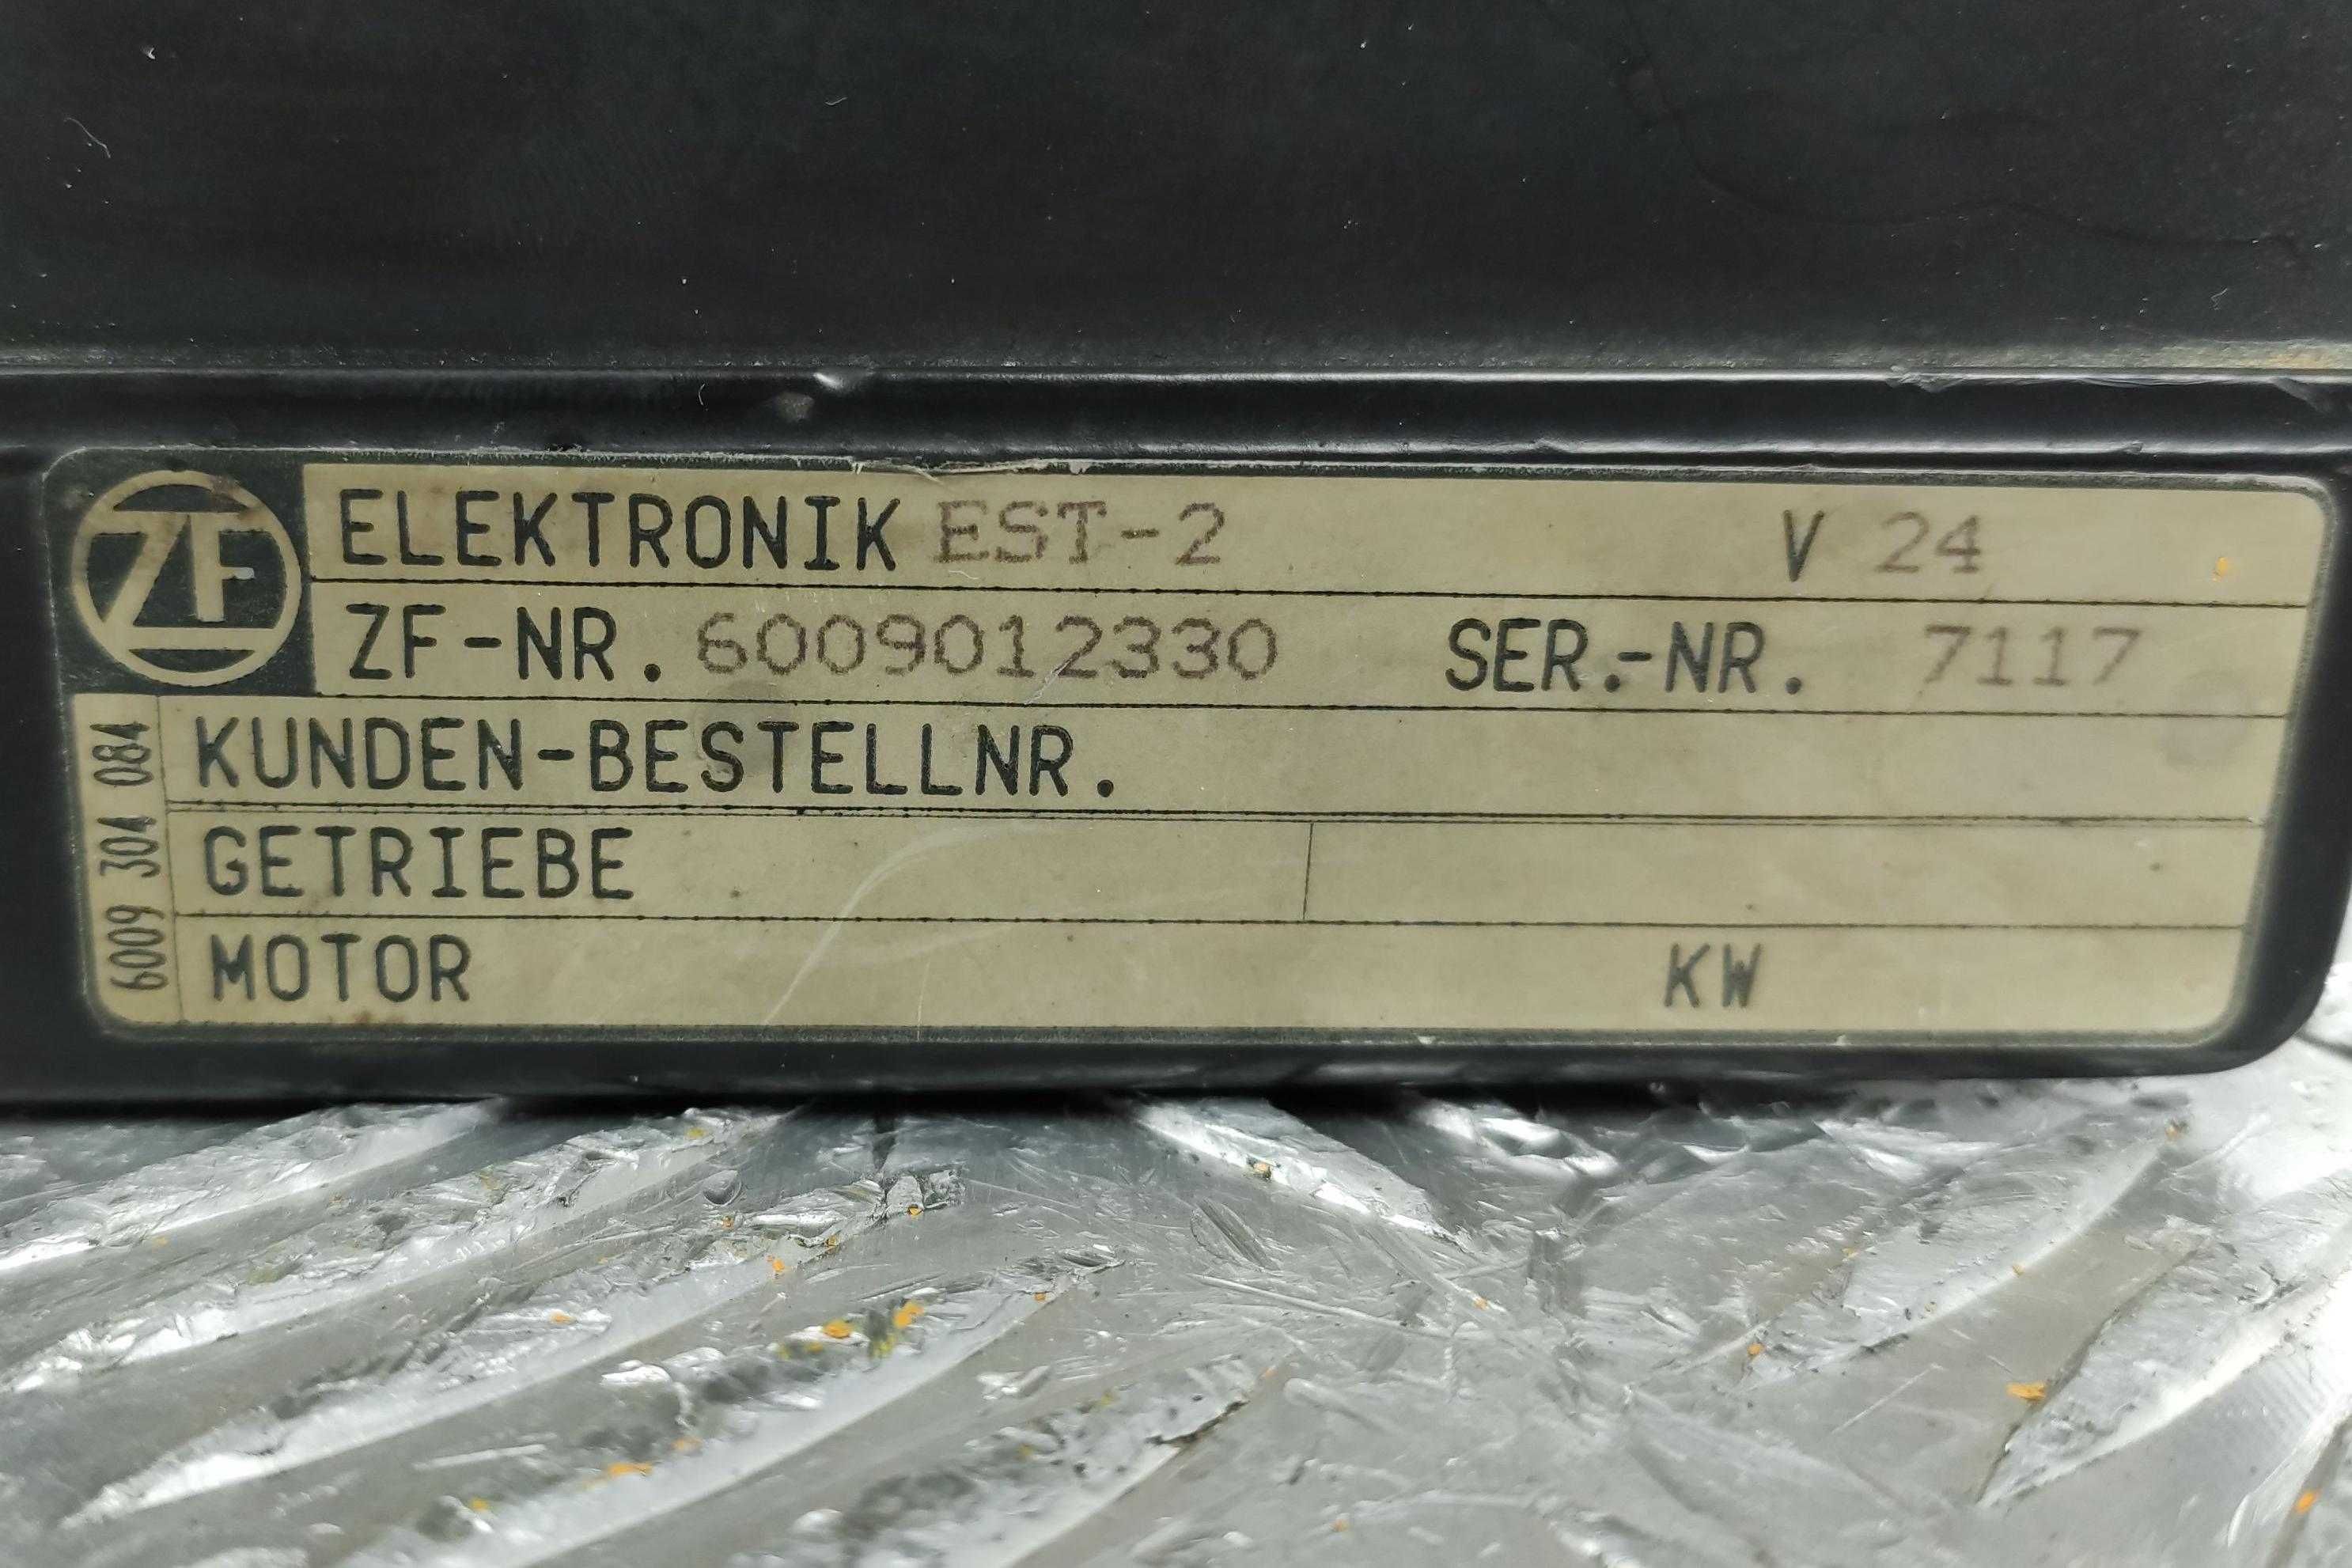 ZF ELEKTRONIK EST-2 V 24
ZF-NR. 6009012330 SER.-NR. 7117
KUNDEN-BESTELLNR.
GETRIEBE
MOTOR KW
6009 304 084